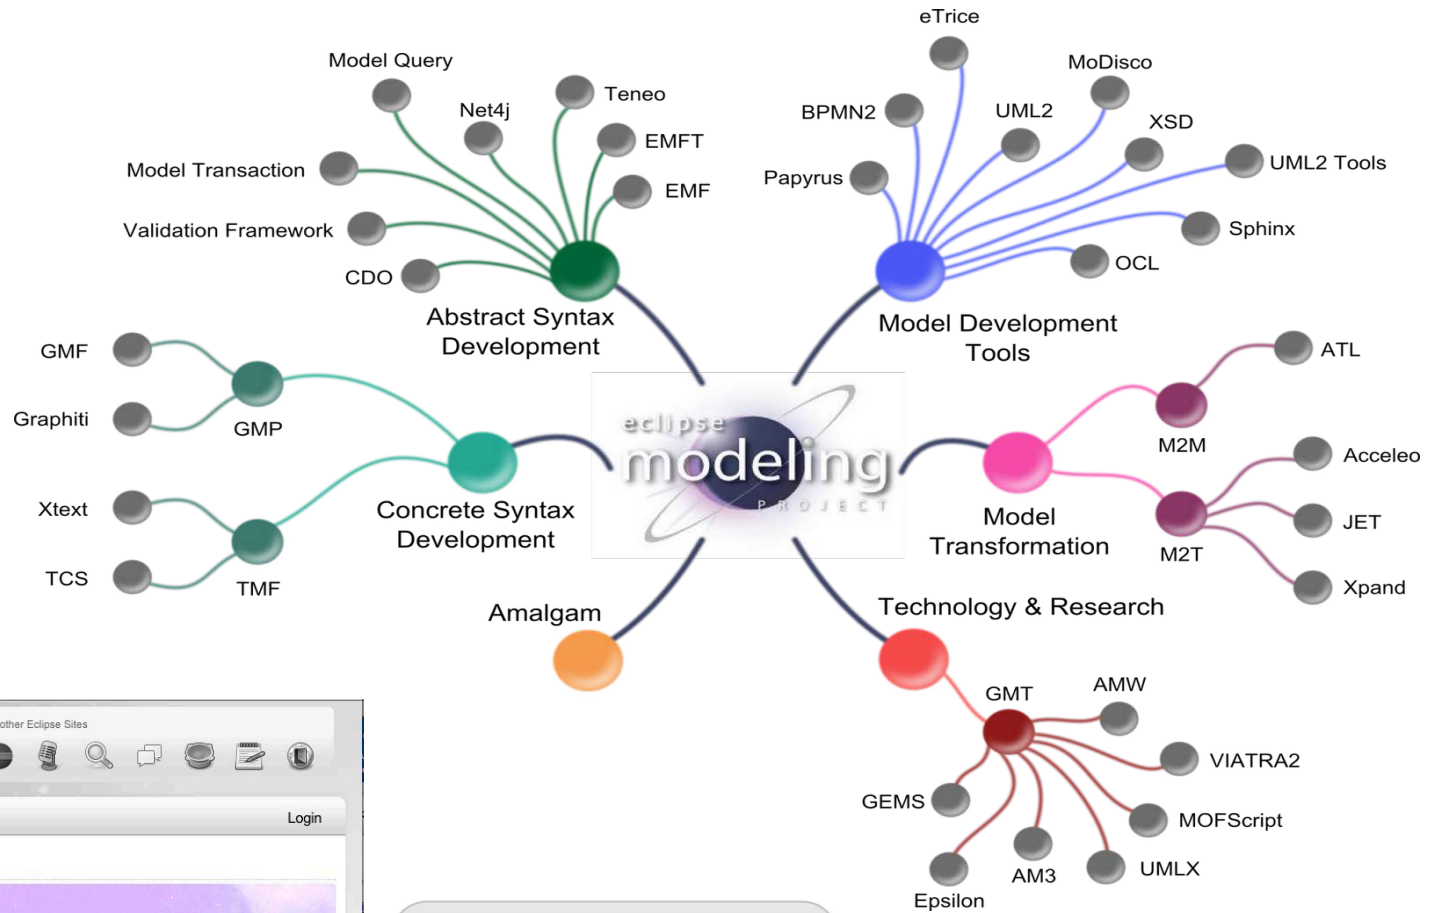 eTrice
Model Query
MoDisco
Teneo
Net4j
BPMN2
UML2
XSD
EMFT
Model Transaction
UML2 Tools
Papyrus
EMF
Validation Framework
Sphinx
CDO
OCL
Abstract Syntax
Development
Model Development
Tools
GMF
ATL
Graphiti
GMP
eclipse
modeling
PROJECT
M2M
Acceleo
Xtext
Concrete Syntax
Development
Model
Transformation
JET
M2T
TCS
TMF
Xpand
Amalgam
Technology & Research
GMT
AMW
other Eclipse Sites
VIATRA2
GEMS
Login
MOFScript
AM3
UMLX
Epsilon